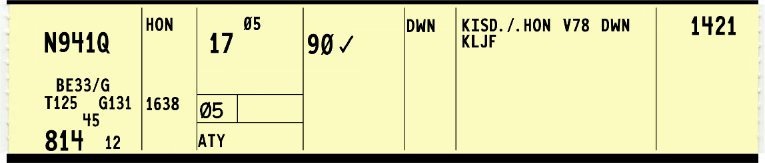 N941Q
BE33/G
T125 G131
45
814 12
HON
1638
Ø5
17
Ø5
ATY
9Ø✓
DWN
KISD./.HON V78 DWN
KLJF
1421